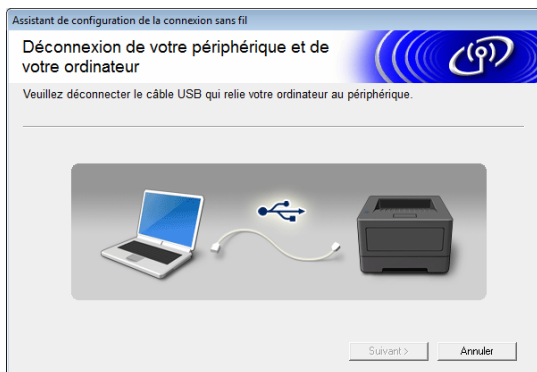 Assistant de configuration de la connexion sans fil
Déconnexion de votre périphérique et de
votre ordinateur
Veuillez déconnecter le câble USB qui relie votre ordinateur au périphérique.
Suivant >
Annuler